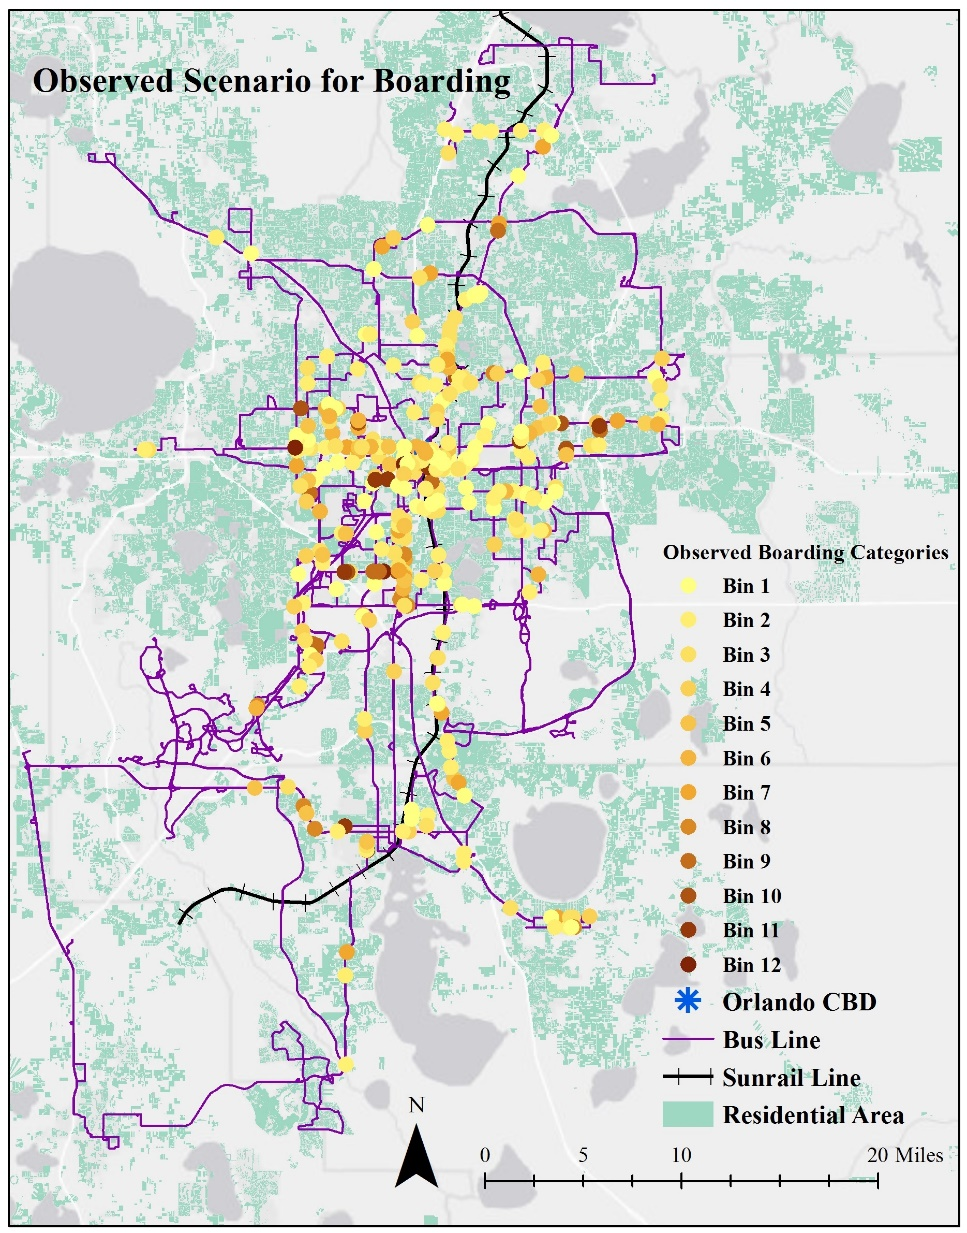 Observed Scenario for Boarding
Observed Boarding Categories
Bin 1
Bin 2
Bin 3
Bin 4
Bin 5
Bin 6
Bin 7
Bin 8
Bin 9
Bin 10
Bin 11
Bin 12
Orlando CBD
Bus Line
Sunrail Line
Residential Area
N
0 5 10 20 Miles